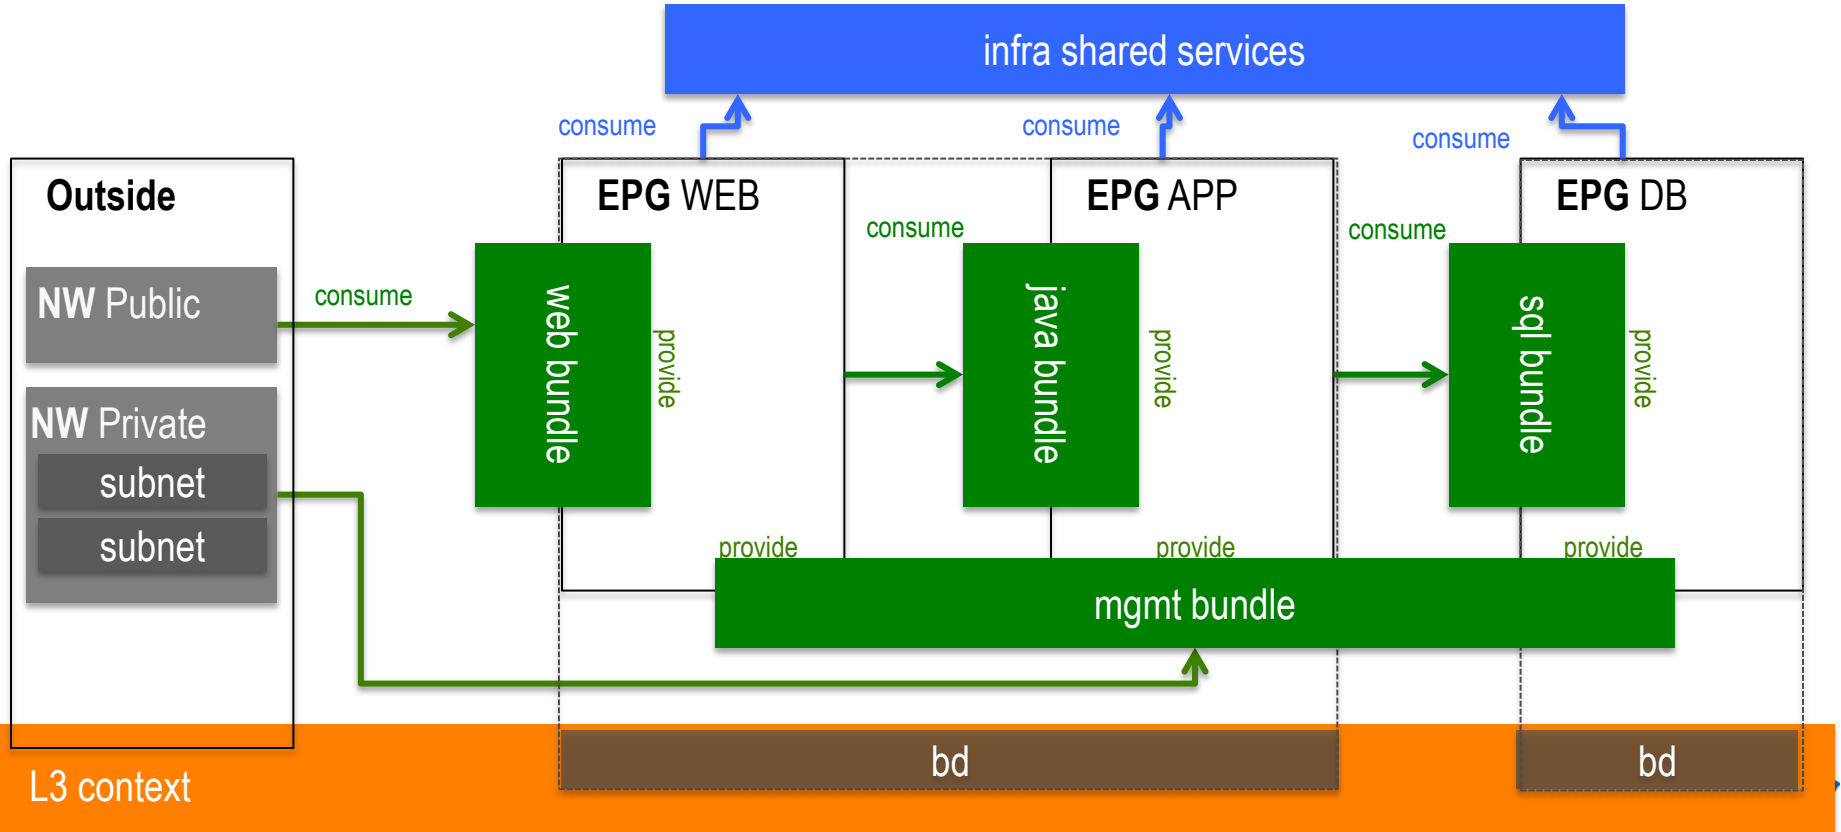 infra shared services
consume
consume
consume
Outside
EPG WEB
EPG APP
EPG DB
consume
consume
NW Public
consume
web bundle
provide
java bundle
provide
sql bundle
provide
NW Private
subnet
subnet
provide
provide
provide
mgmt bundle
bd
bd
L3 context